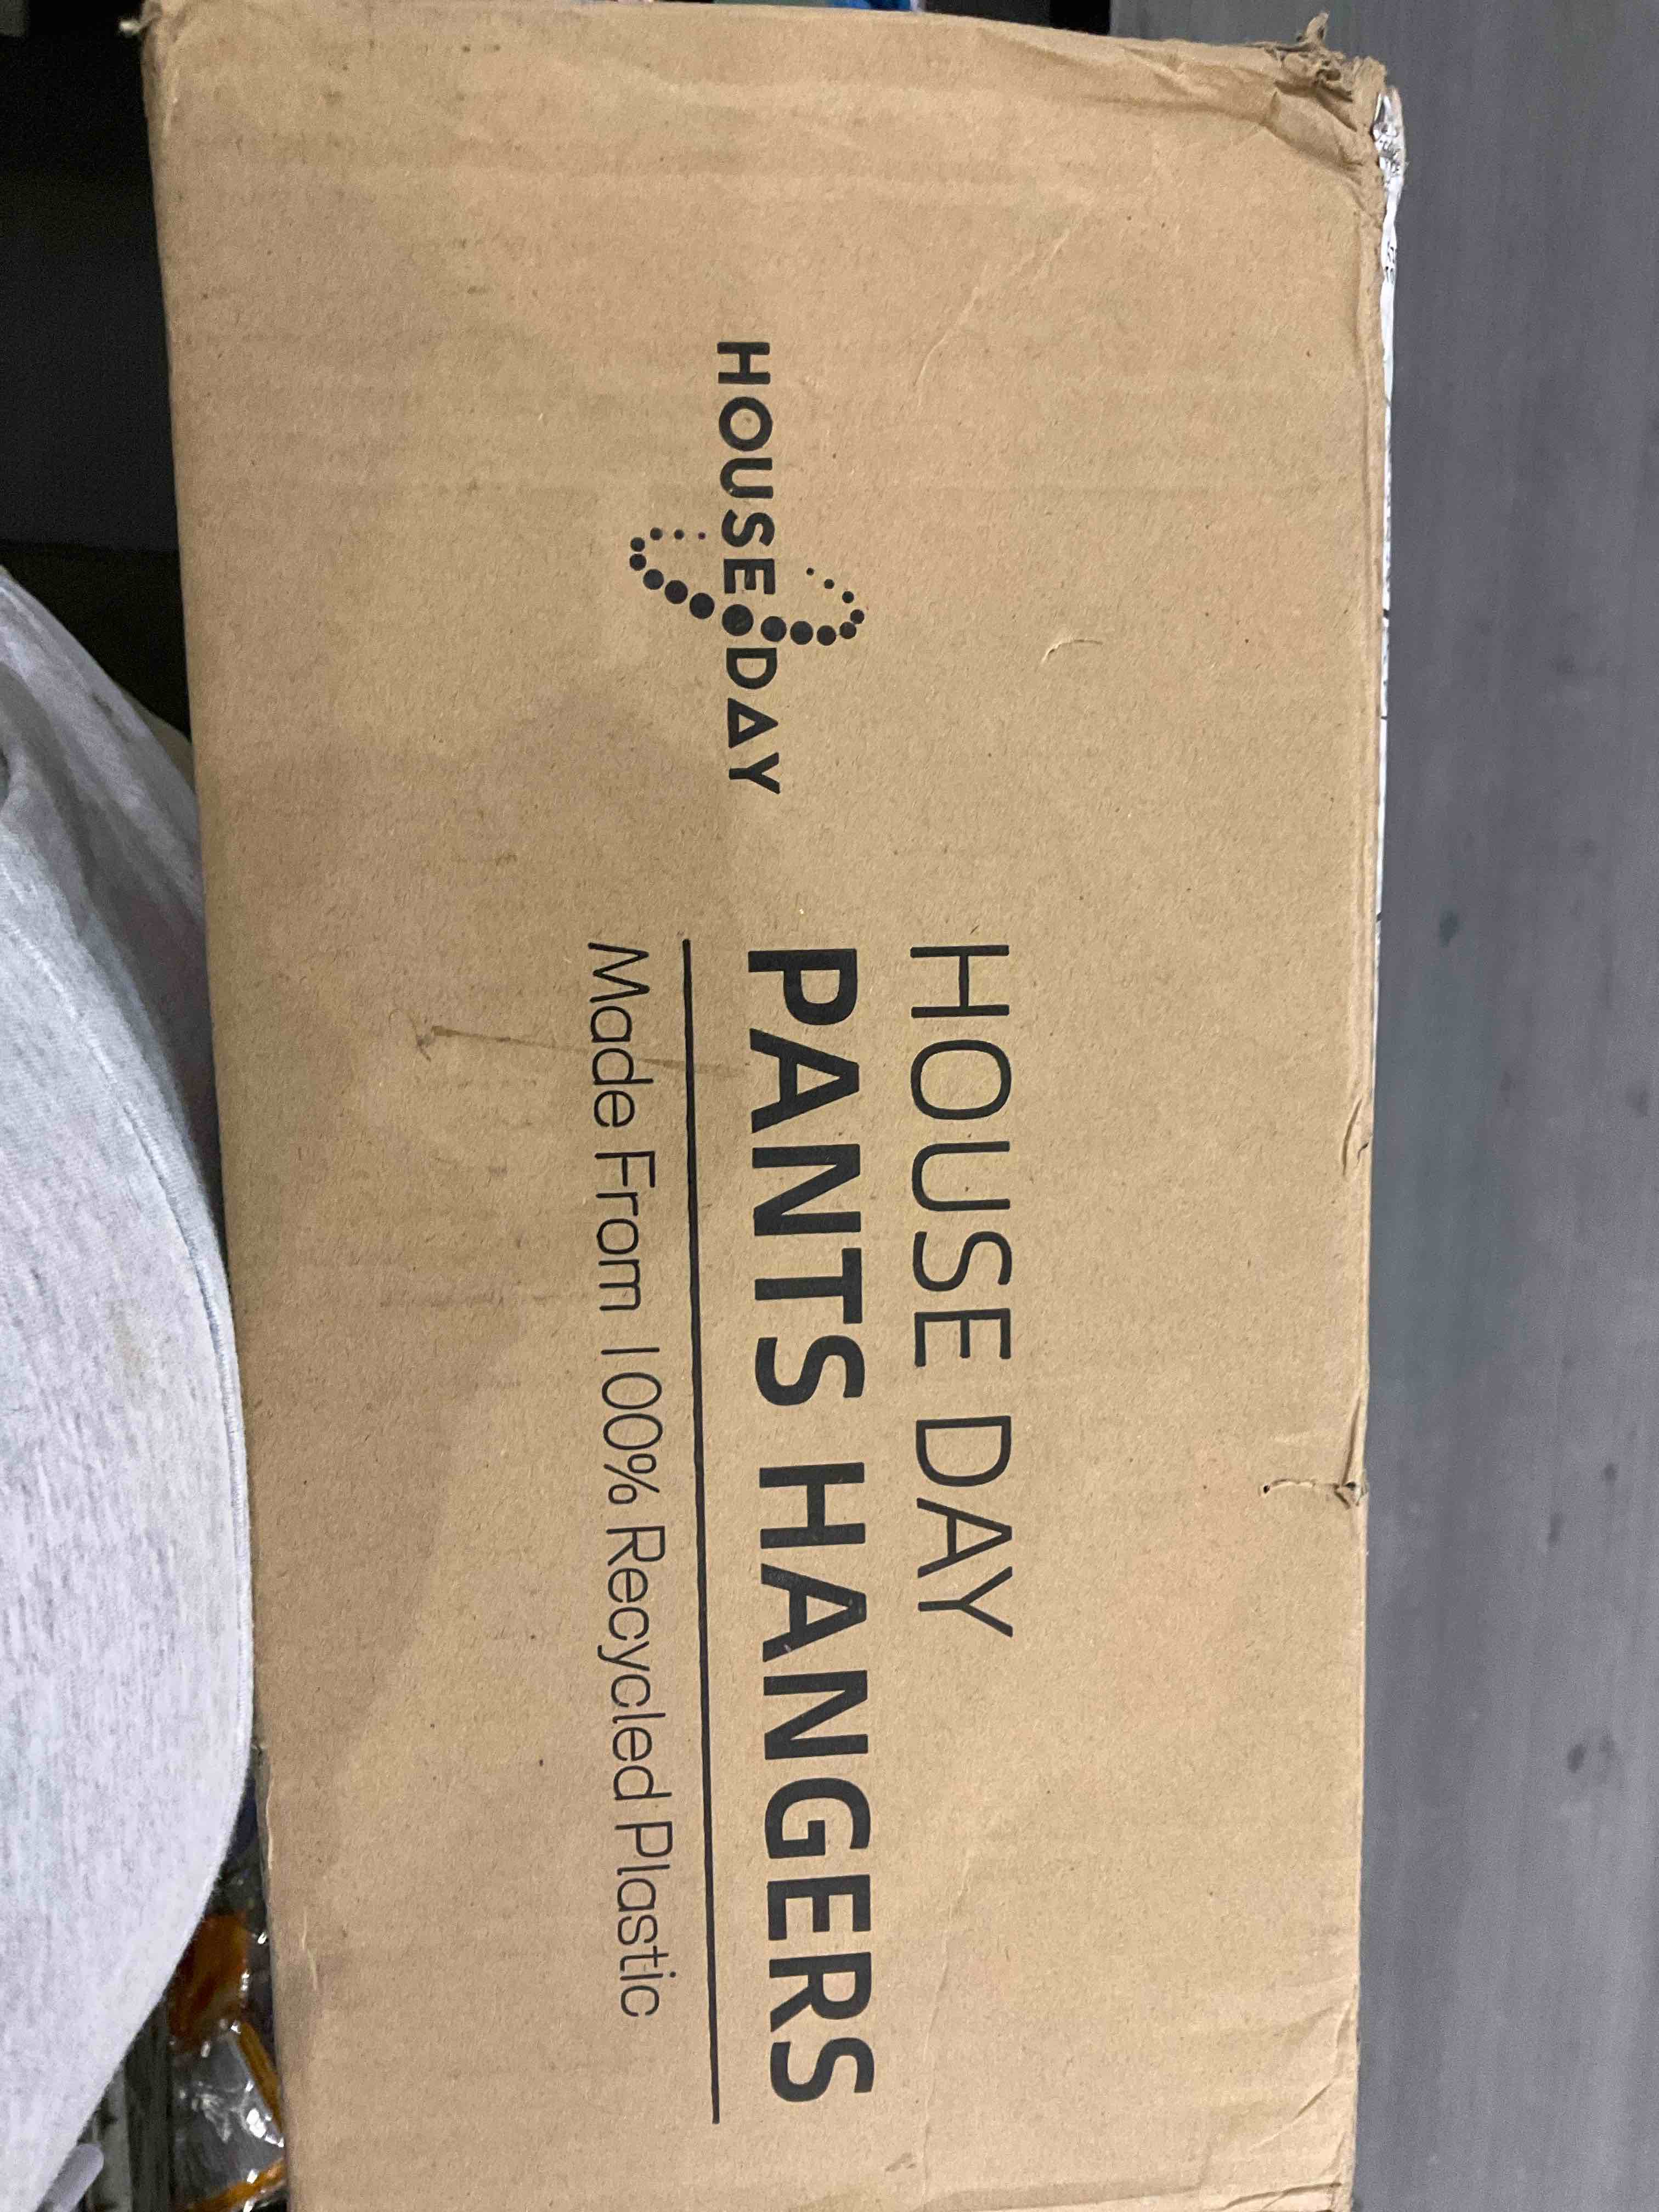 HOUSE DAY
HOUSE DAY
PANTS HANGERS
Made From 100% Recycled Plastic